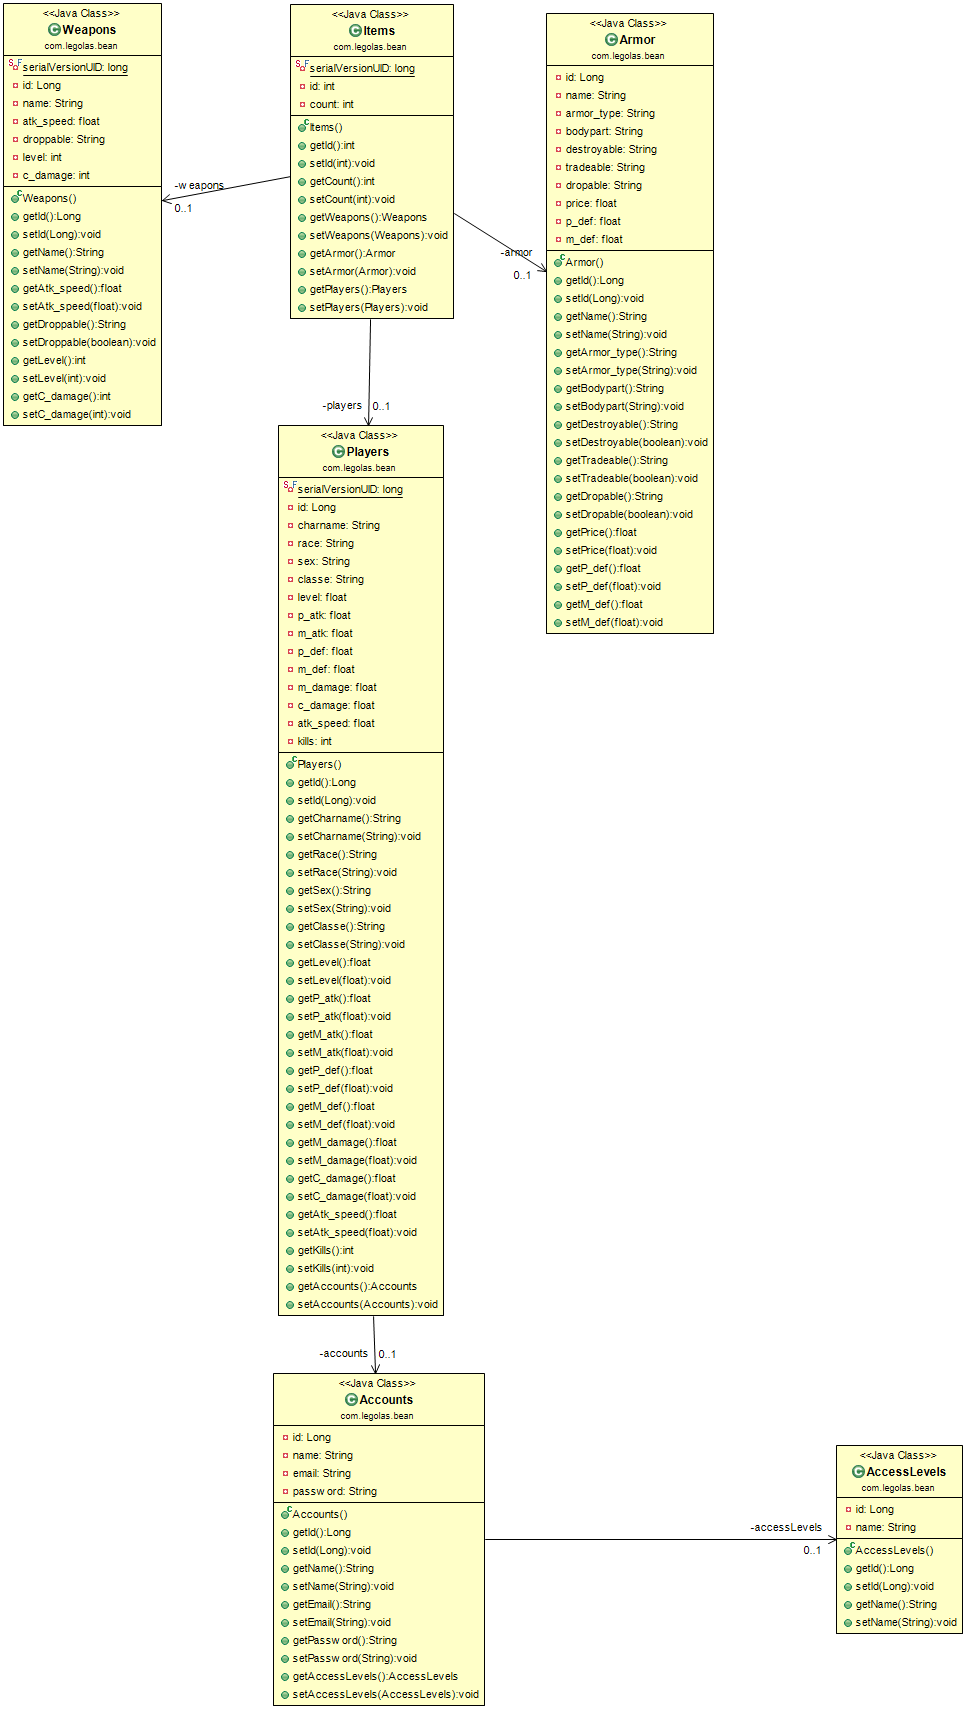 <<Java Class>>
Weapons
com.legolas.bean
serialVersionUID: long
id: Long
name: String
atk_speed: float
droppable: String
level: int
c_damage: int
Weapons()
getId():Long
setId(Long):void
getName():String
setName(String):void
getAtk_speed():float
setAtk_speed(float):void
getDroppable():String
setDroppable(boolean):void
getLevel():int
setLevel(int):void
getC_damage():int
setC_damage(int):void
-weapons
0..1
<<Java Class>>
Items
com.legolas.bean
serialVersionUID: long
id: int
count: int
Items()
getId():int
setId(int):void
getCount():int
setCount(int):void
getWeapons():Weapons
setWeapons(Weapons):void
getArmor():Armor
setArmor(Armor):void
getPlayers():Players
setPlayers(Players):void
-armor
0..1
<<Java Class>>
Armor
com.legolas.bean
id: Long
name: String
armor_type: String
bodypart: String
destroyable: String
tradeable: String
dropable: String
price: float
p_def: float
m_def: float
Armor()
getId():Long
setId(Long):void
getName():String
setName(String):void
getArmor_type():String
setArmor_type(String):void
getBodypart():String
setBodypart(String):void
getDestroyable():String
setDestroyable(boolean):void
getTradeable():String
setTradeable(boolean):void
getDropable():String
setDropable(boolean):void
getPrice():float
setPrice(float):void
getP_def():float
setP_def(float):void
getM_def():float
setM_def(float):void
-players
0..1
<<Java Class>>
Players
com.legolas.bean
serialVersionUID: long
id: Long
charname: String
race: String
sex: String
classe: String
level: float
p_atk: float
m_atk: float
p_def: float
m_def: float
m_damage: float
c_damage: float
atk_speed: float
kills: int
Players()
getId():Long
setId(Long):void
getCharname():String
setCharname(String):void
getRace():String
setRace(String):void
getSex():String
setSex(String):void
getClasse():String
setClasse(String):void
getLevel():float
setLevel(float):void
getP_atk():float
setP_atk(float):void
getM_atk():float
setM_atk(float):void
getP_def():float
setP_def(float):void
getM_def():float
setM_def(float):void
getM_damage():float
setM_damage(float):void
getC_damage():float
setC_damage(float):void
getAtk_speed():float
setAtk_speed(float):void
getKills():int
setKills(int):void
getAccounts():Accounts
setAccounts(Accounts):void
-accounts
0..1
<<Java Class>>
Accounts
com.legolas.bean
id: Long
name: String
email: String
password: String
Accounts()
getId():Long
setId(Long):void
getName():String
setName(String):void
getEmail():String
setEmail(String):void
getPassword():String
setPassword(String):void
getAccessLevels():AccessLevels
setAccessLevels(AccessLevels):void
-accessLevels
0..1
<<Java Class>>
AccessLevels
com.legolas.bean
id: Long
name: String
AccessLevels()
getId():Long
setId(Long):void
getName():String
setName(String):void